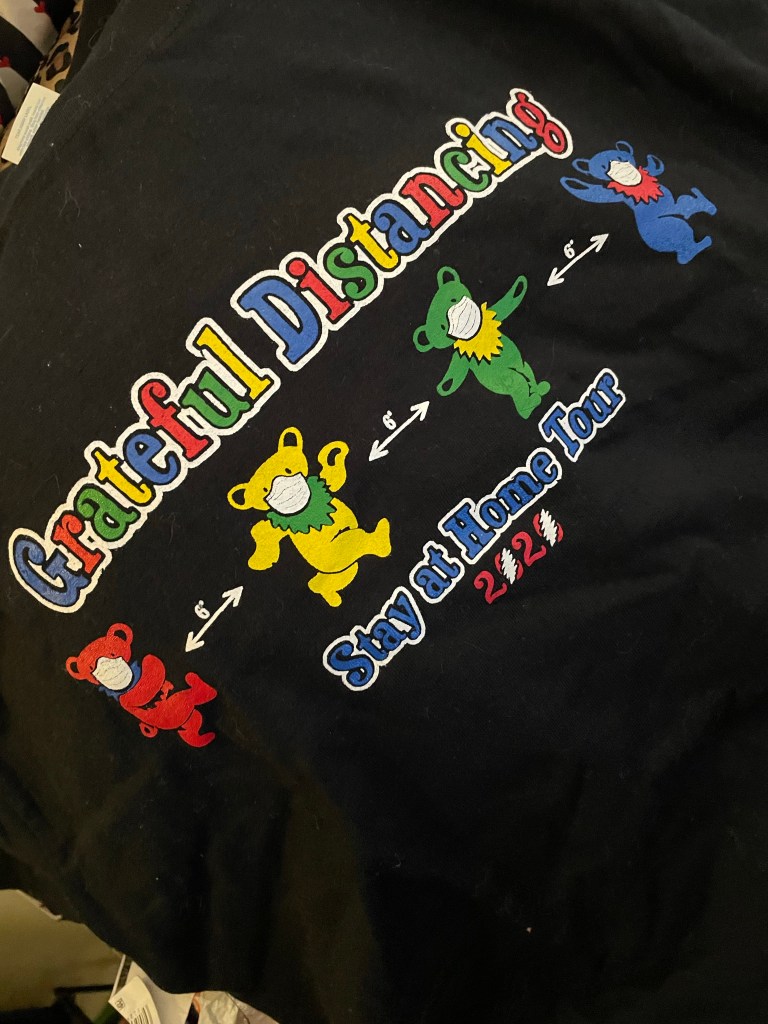 Grateful Distancing
6'
6'
6'
Stay at Home Tour
2020